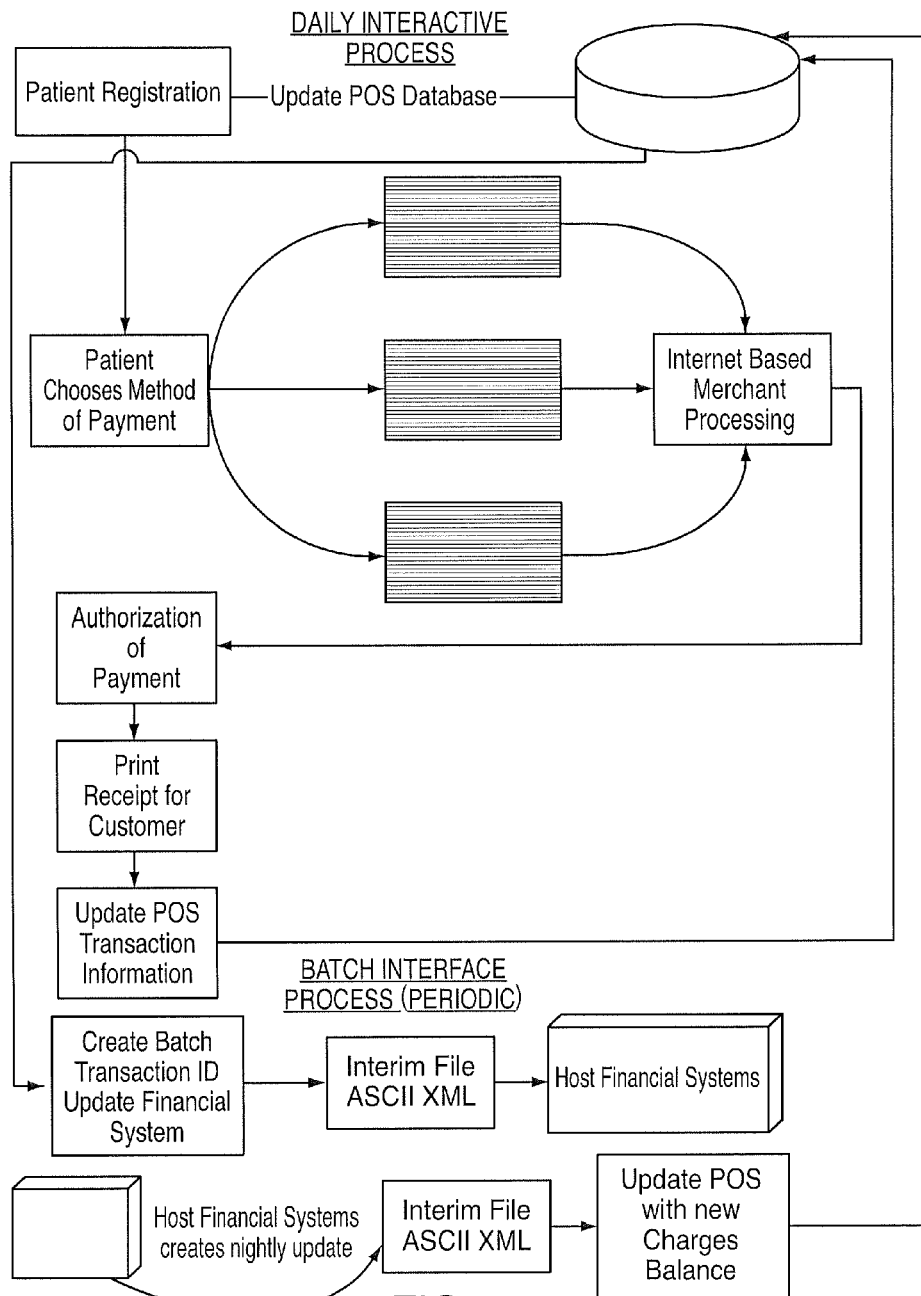 DAILY INTERACTIVE
PROCESS
Patient Registration
Update POS Database
Patient
Chooses Method
of Payment
Internet Based
Merchant
Processing
Authorization
of
Payment
Print
Receipt for
Customer
Update POS
Transaction
Information
BATCH INTERFACE
PROCESS (PERIODIC)
Create Batch
Transaction ID
Update Financial
System
Interim File
ASCII XML
Host Financial Systems
Host Financial Systems
creates nightly update
Interim File
ASCII XML
Update POS
with new
Charges
Balance